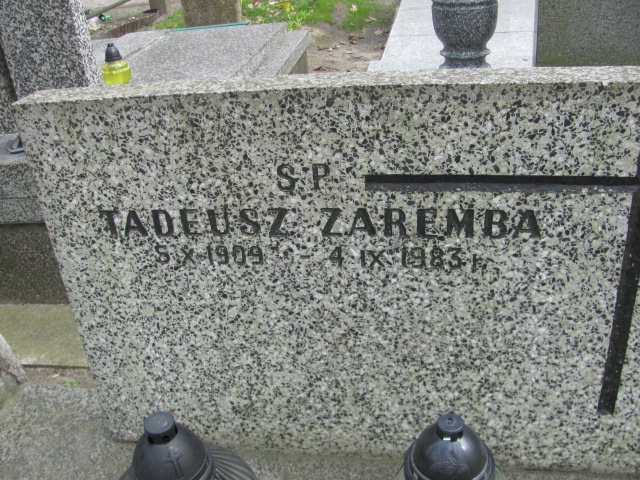 Ś P
TADEUSZ ZAREMBA
5 X 1909 - 4 IX 1983 r.